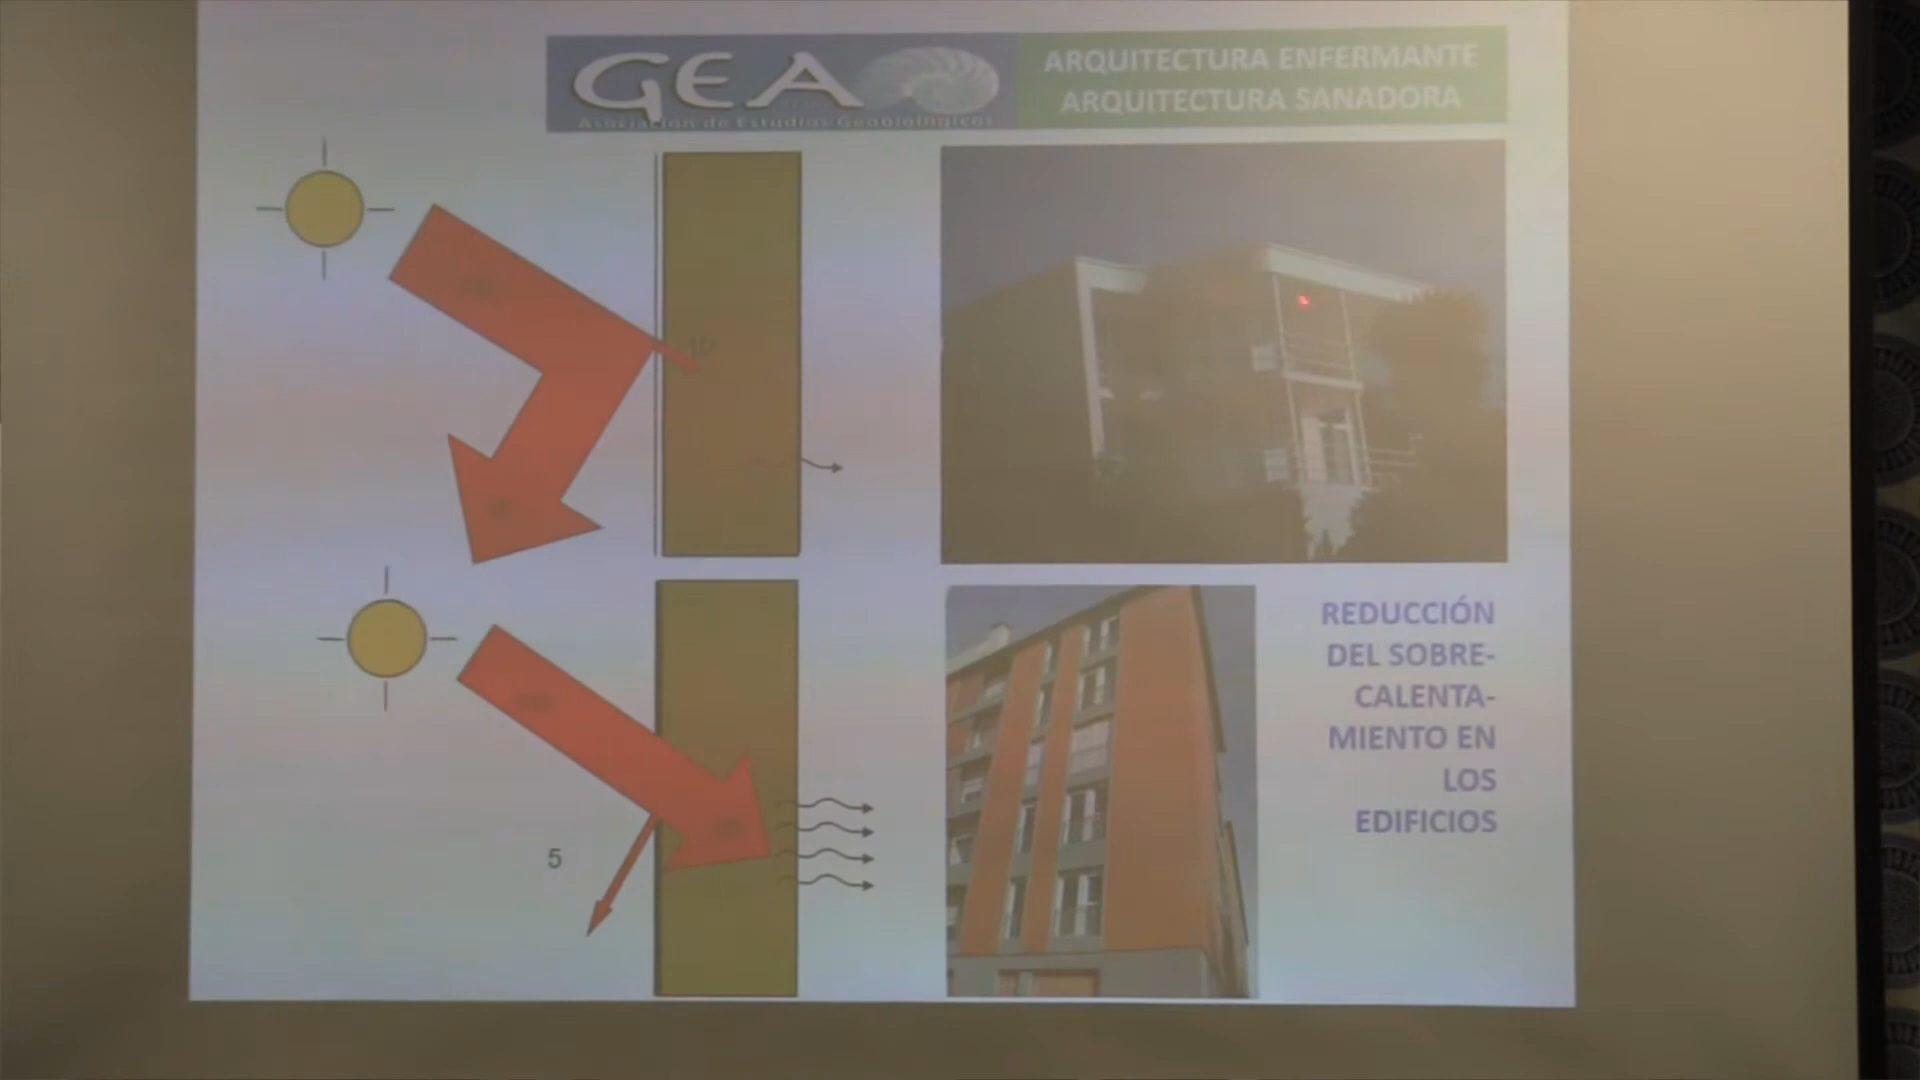 GEA
Asociación de Estudios Geobiológicos
ARQUITECTURA ENFERMANTE
ARQUITECTURA SANADORA
10
5
REDUCCIÓN
DEL SOBRE-
CALENTA-
MIENTO EN
LOS
EDIFICIOS